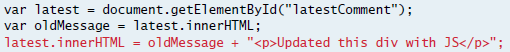 var latest = document.getElementById("latestComment");
var oldMessage = latest.innerHTML;
latest.innerHTML = oldMessage + "<p>Updated this div with JS</p>";